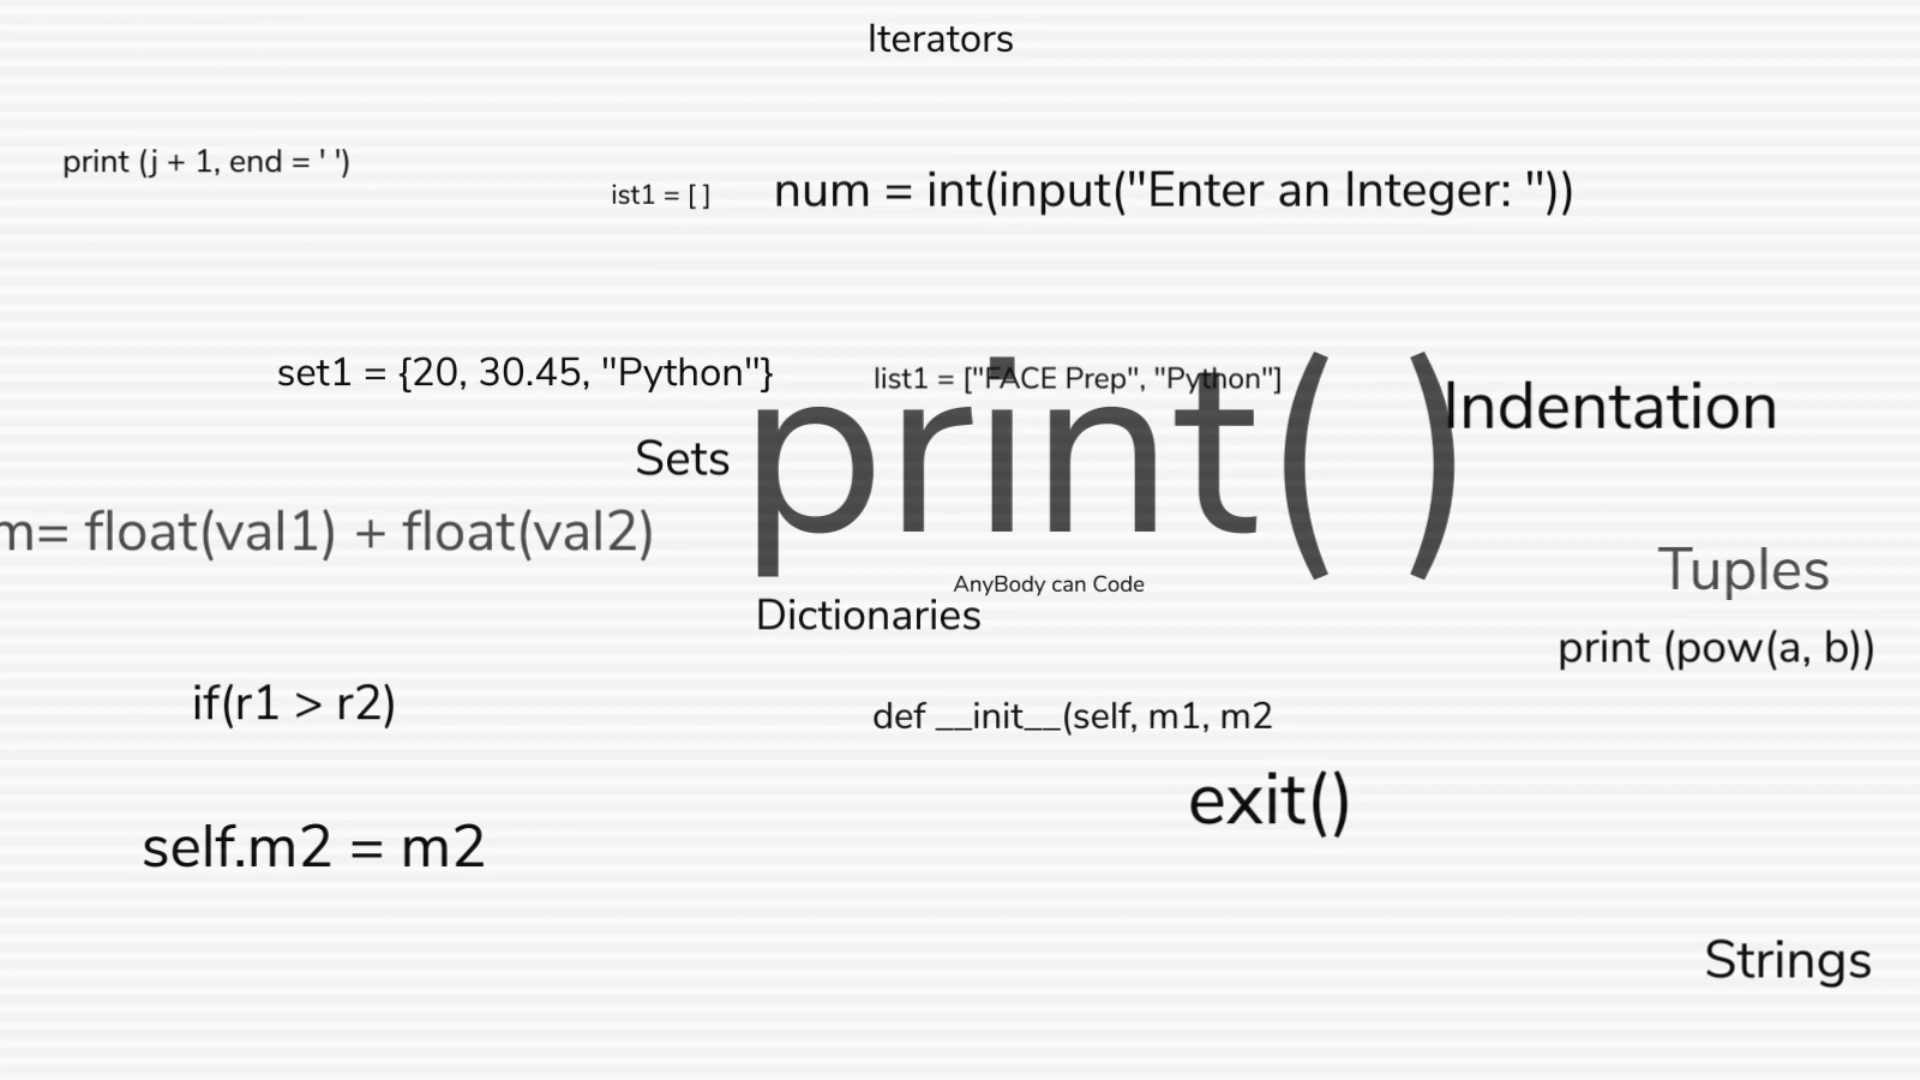 Iterators
print (j + 1, end = ' ')
ist1 = [ ]
num = int(input("Enter an Integer: "))
set1 = {20, 30.45, "Python"}
list1 = ["FACE Prep", "Python"]
Indentation
print( )
Sets
m= float(val1) + float(val2)
Tuples
AnyBody can Code
Dictionaries
print (pow(a, b))
if(r1 > r2)
def __init__(self, m1, m2
exit()
self.m2 = m2
Strings